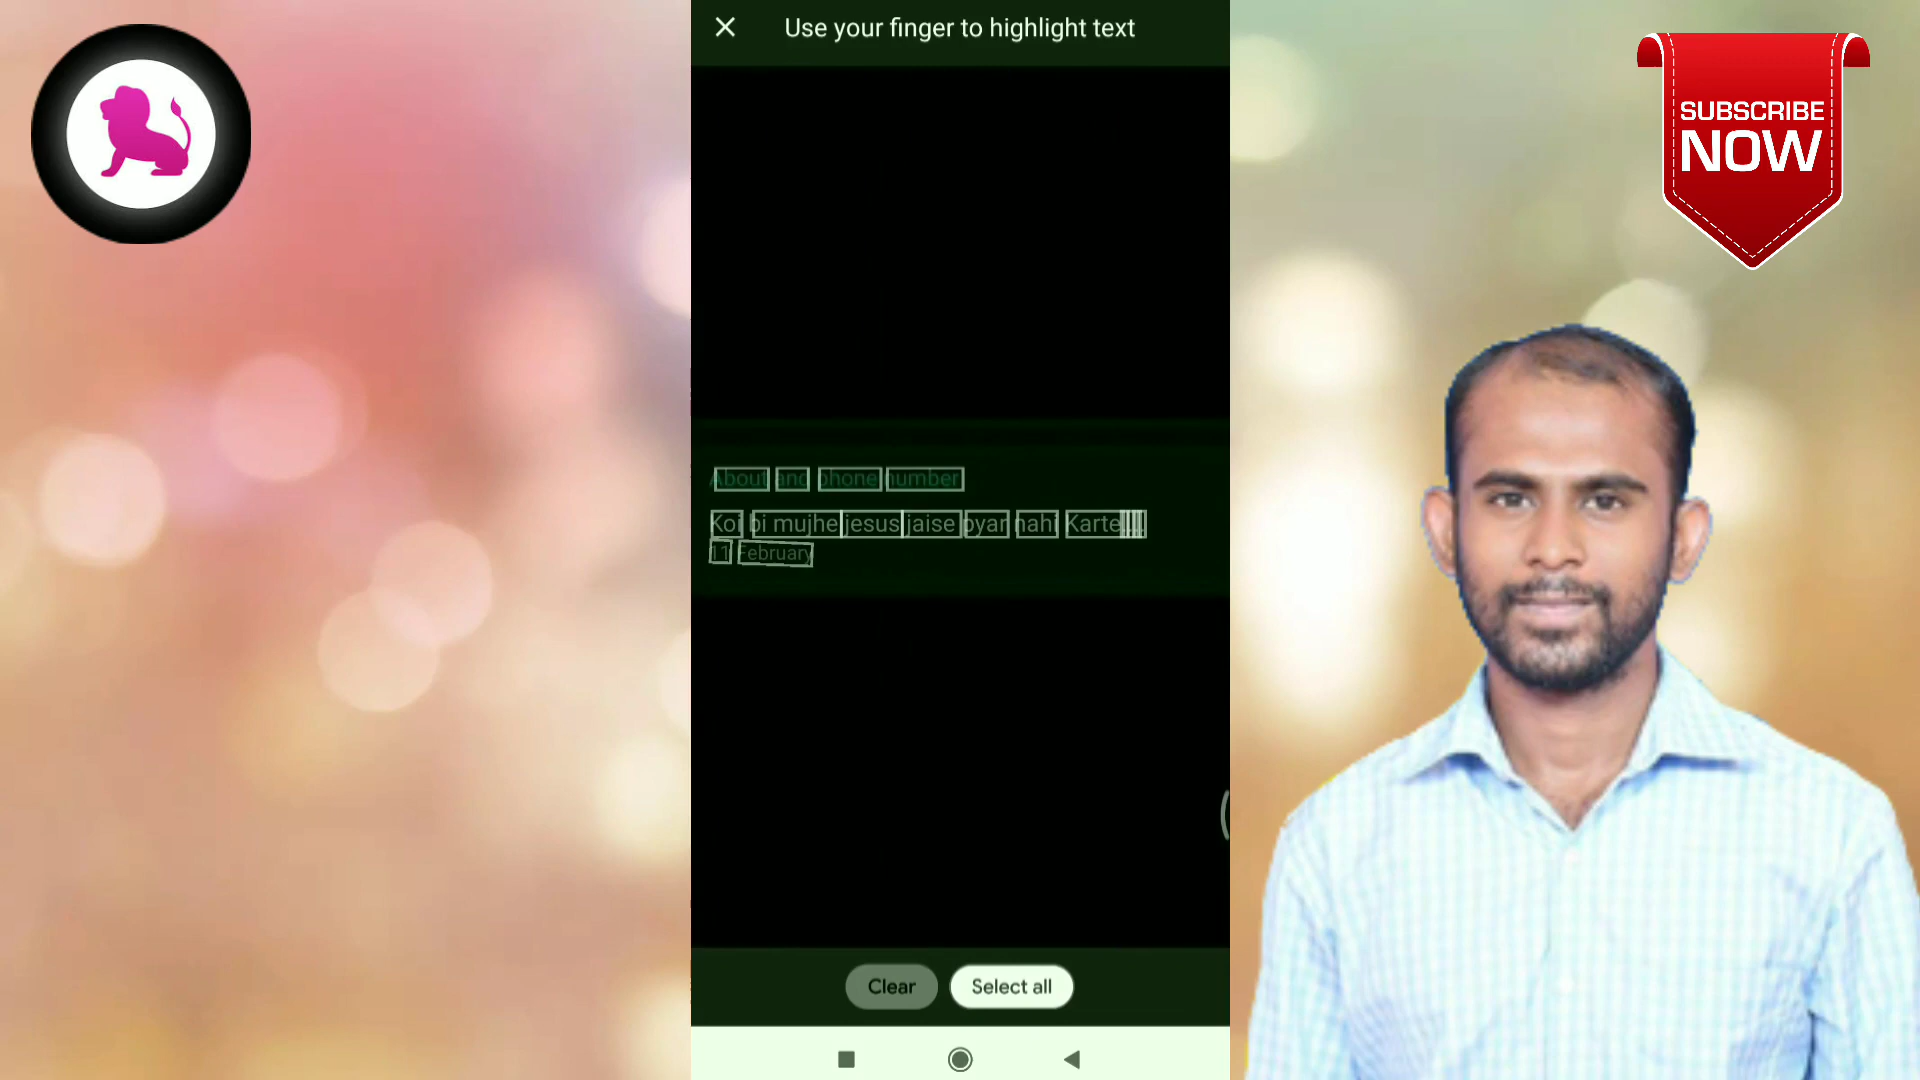 Use your finger to highlight text
SUBSCRIBE
NOW
About and phone number
Koi bi mujhe jesus jaise pyar nahi Karte....
11 February
Clear
Select all